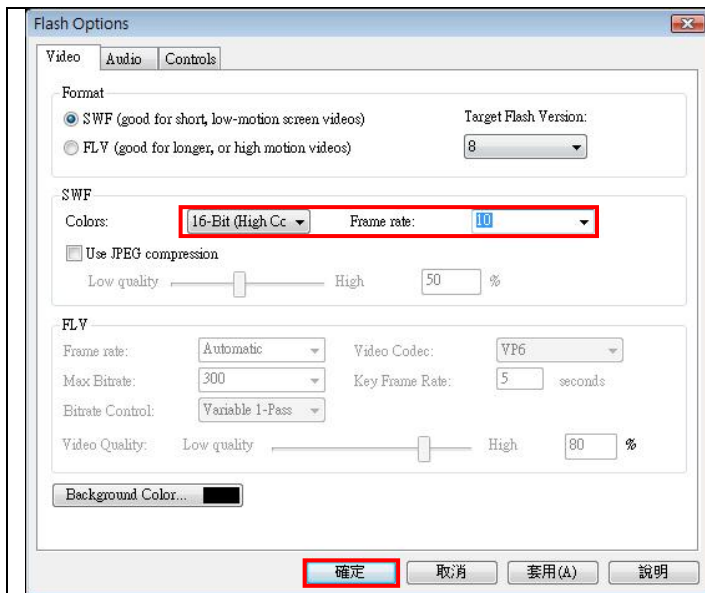 Flash Options
Video Audio Controls
Format
SWF (good for short, low-motion screen videos) Target Flash Version:
FLV (good for longer, or high motion videos) 8
SWF
Colors: 16-Bit (High Cc Frame rate: 10
Use JPEG compression
Low quality High 50 %
FLV
Frame rate: Automatic Video Codec: VP6
Max Bitrate: 300 Key Frame Rate: 5 seconds
Bitrate Control: Variable 1-Pass
Video Quality: Low quality High 80 %
Background Color...
確定 取消 套用(A) 說明